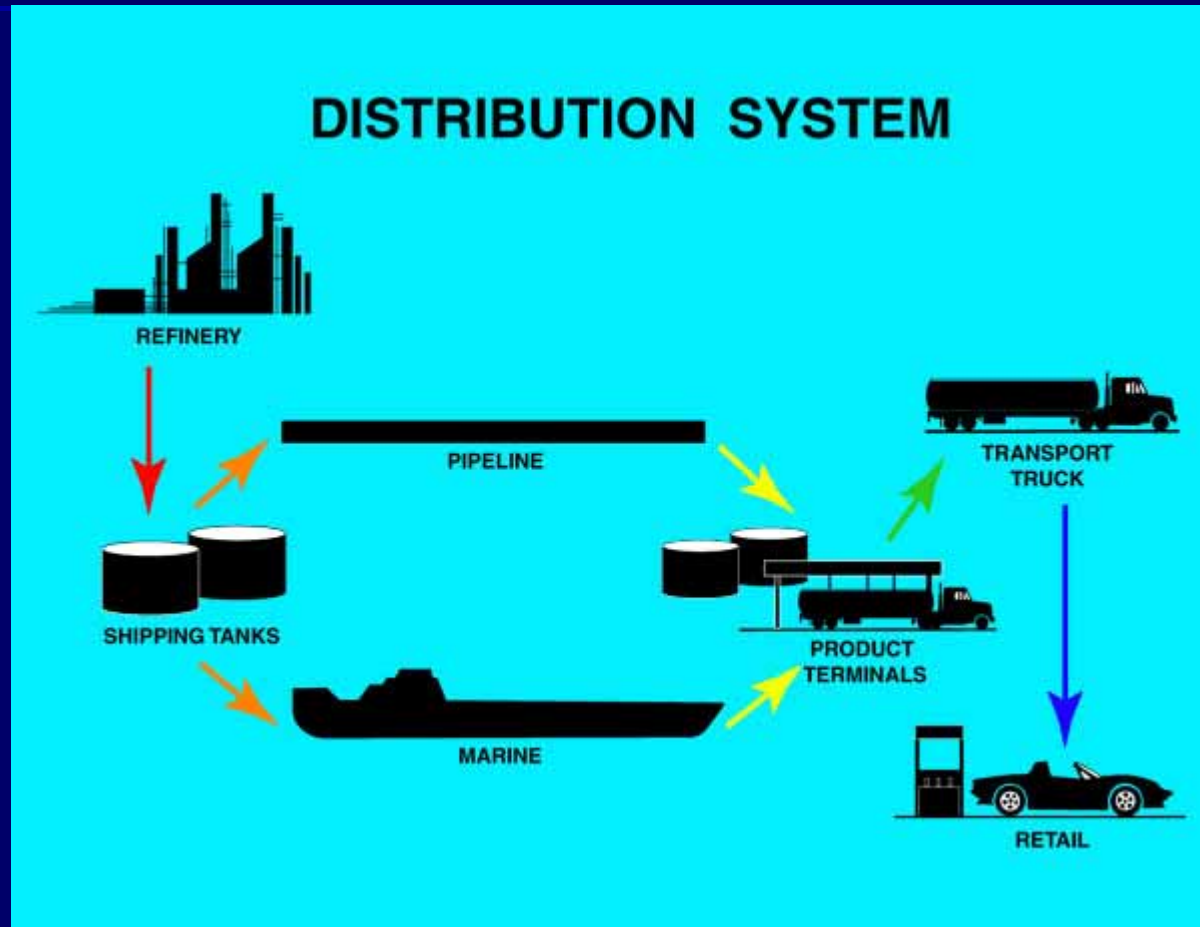 DISTRIBUTION SYSTEM
REFINERY
PIPELINE
TRANSPORT
TRUCK
SHIPPING TANKS
PRODUCT
TERMINALS
MARINE
RETAIL